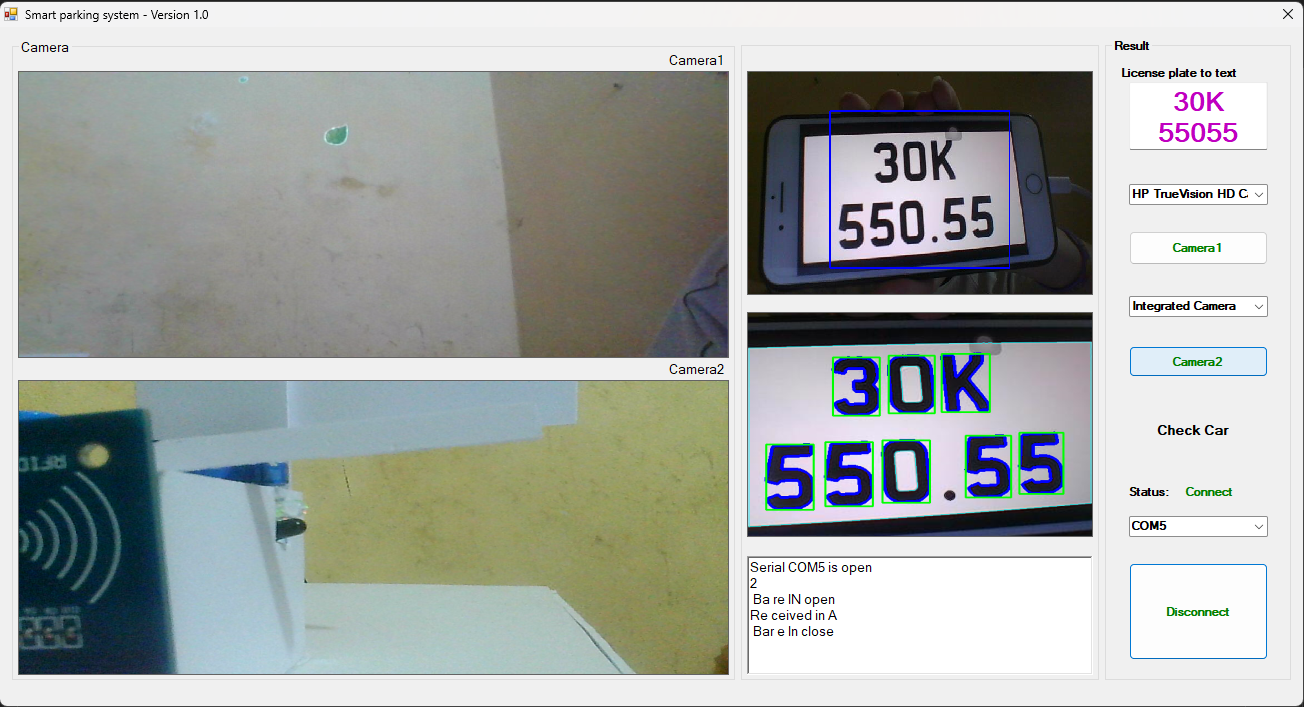 Smart parking system - Version 1.0
Camera
Camera1
Camera2
RFID
30K
550.55
30K
550.55
Serial COM5 is open
2
Ba re IN open
Re ceived in A
Bar e In close
Result
License plate to text
30K
55055
HP TrueVision HD C
Camera1
Integrated Camera
Camera2
Check Car
Status: Connect
COM5
Disconnect